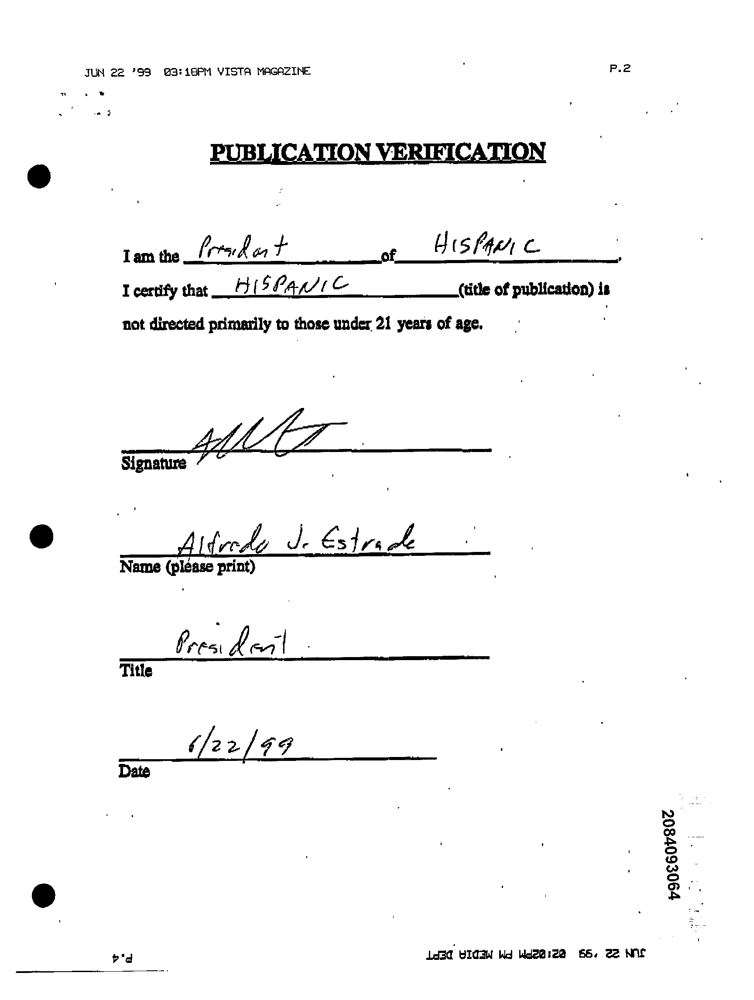 JUN 22 '99 03:18PM VISTA MAGAZINE P.2
PUBLICATION VERIFICATION
I am the President of HISPANIC.
I certify that HISPANIC (title of publication) is
not directed primarily to those under 21 years of age.
Signature
Alfredo J. Estrade
Name (please print)
President
Title
6/22/99
Date
2084093064
JUN 22 '99 02:02PM PM MEDIA DEPT P.4